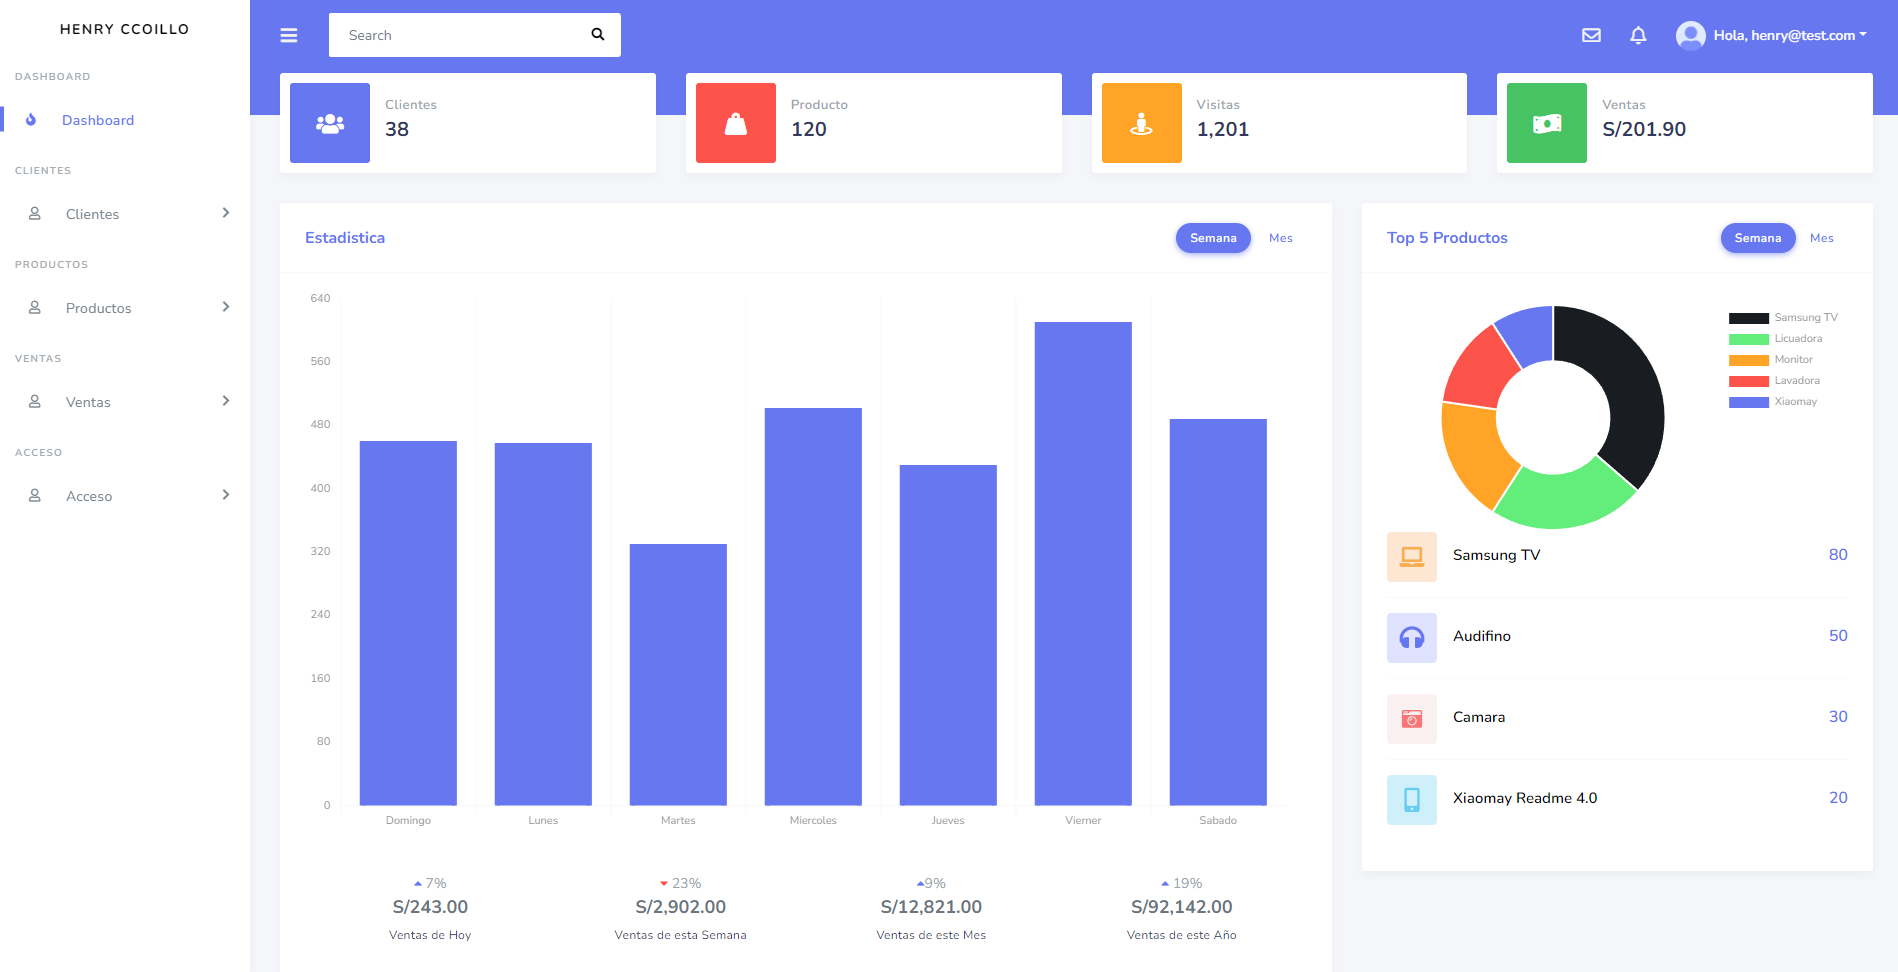 HENRY CCOILLO
DASHBOARD
Dashboard
CLIENTES
Clientes
PRODUCTOS
Productos
VENTAS
Ventas
ACCESO
Acceso
Search
Hola, henry@test.com
Clientes
38
Producto
120
Visitas
1,201
Ventas
S/201.90
Estadistica
Semana Mes
640
560
480
400
320
240
160
80
0
Domingo Lunes Martes Miercoles Jueves Vierner Sabado
7%
S/243.00
Ventas de Hoy
23%
S/2,902.00
Ventas de esta Semana
9%
S/12,821.00
Ventas de este Mes
19%
S/92,142.00
Ventas de este Año
Top 5 Productos
Semana Mes
Samsung TV
Licuadora
Monitor
Lavadora
Xiaomay
Samsung TV 80
Audifino 50
Camara 30
Xiaomay Readme 4.0 20